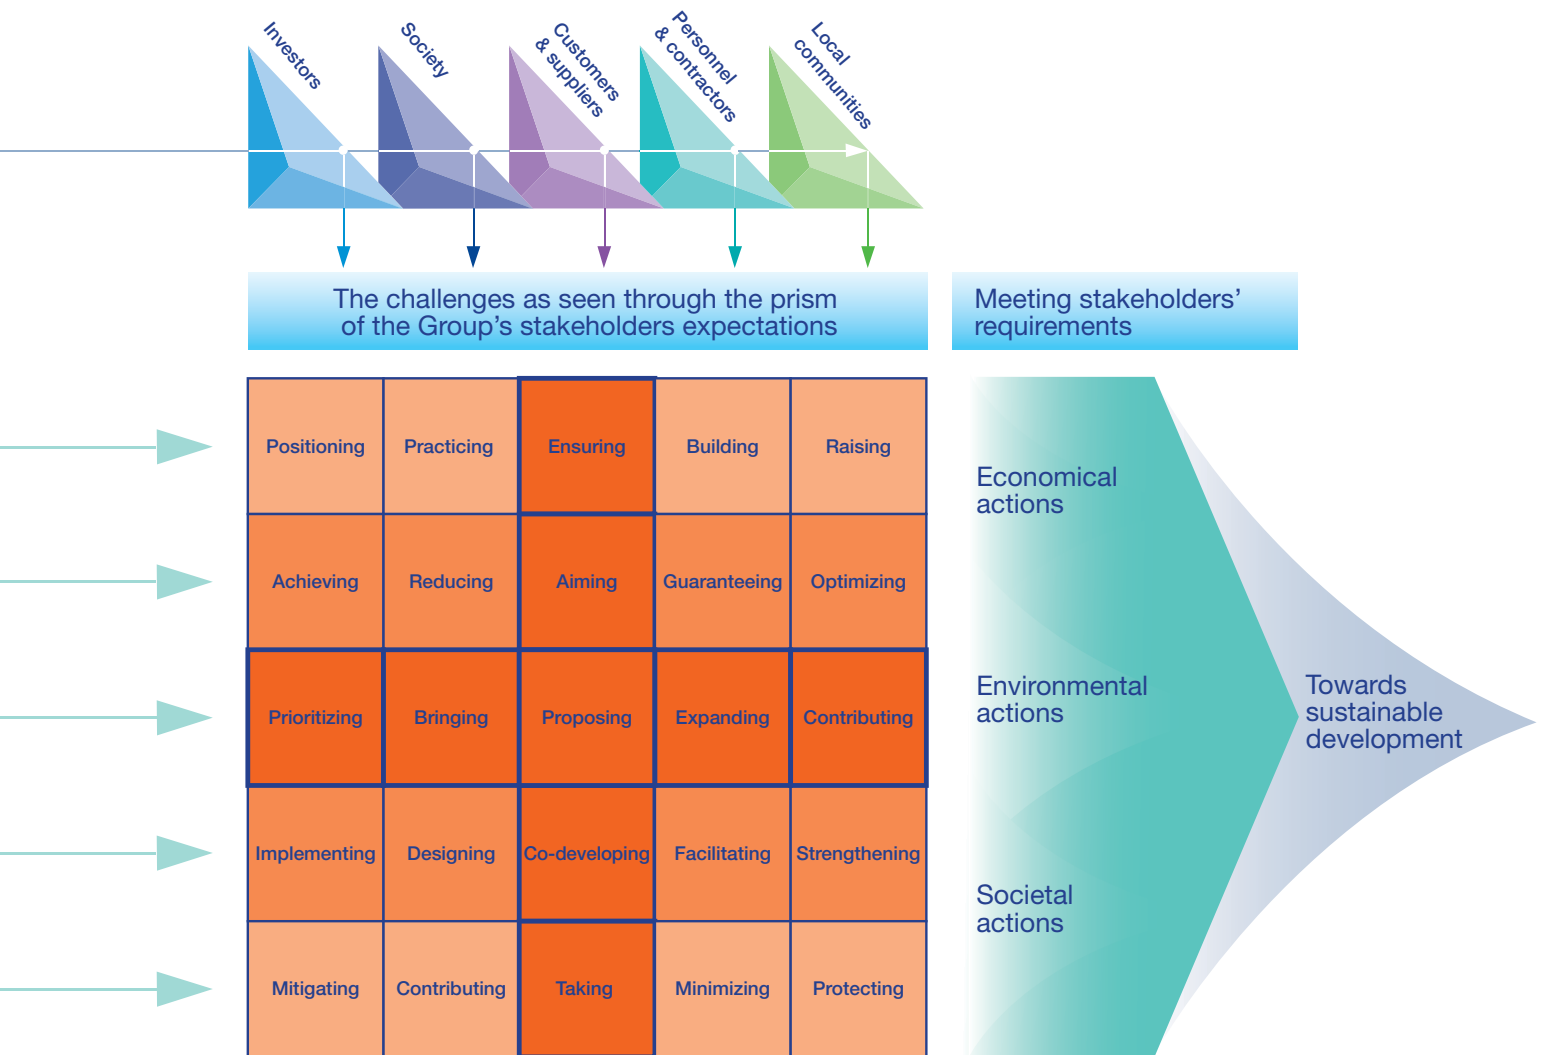 Investors
Society
Customers
& suppliers
Personnel
& contractors
Local
communities
The challenges as seen through the prism
of the Group’s stakeholders expectations
Meeting stakeholders’
requirements
Positioning
Practicing
Ensuring
Building
Raising
Economical
actions
Achieving
Reducing
Aiming
Guaranteeing
Optimizing
Prioritizing
Bringing
Proposing
Expanding
Contributing
Environmental
actions
Towards
sustainable
development
Implementing
Designing
Co-developing
Facilitating
Strengthening
Societal
actions
Mitigating
Contributing
Taking
Minimizing
Protecting